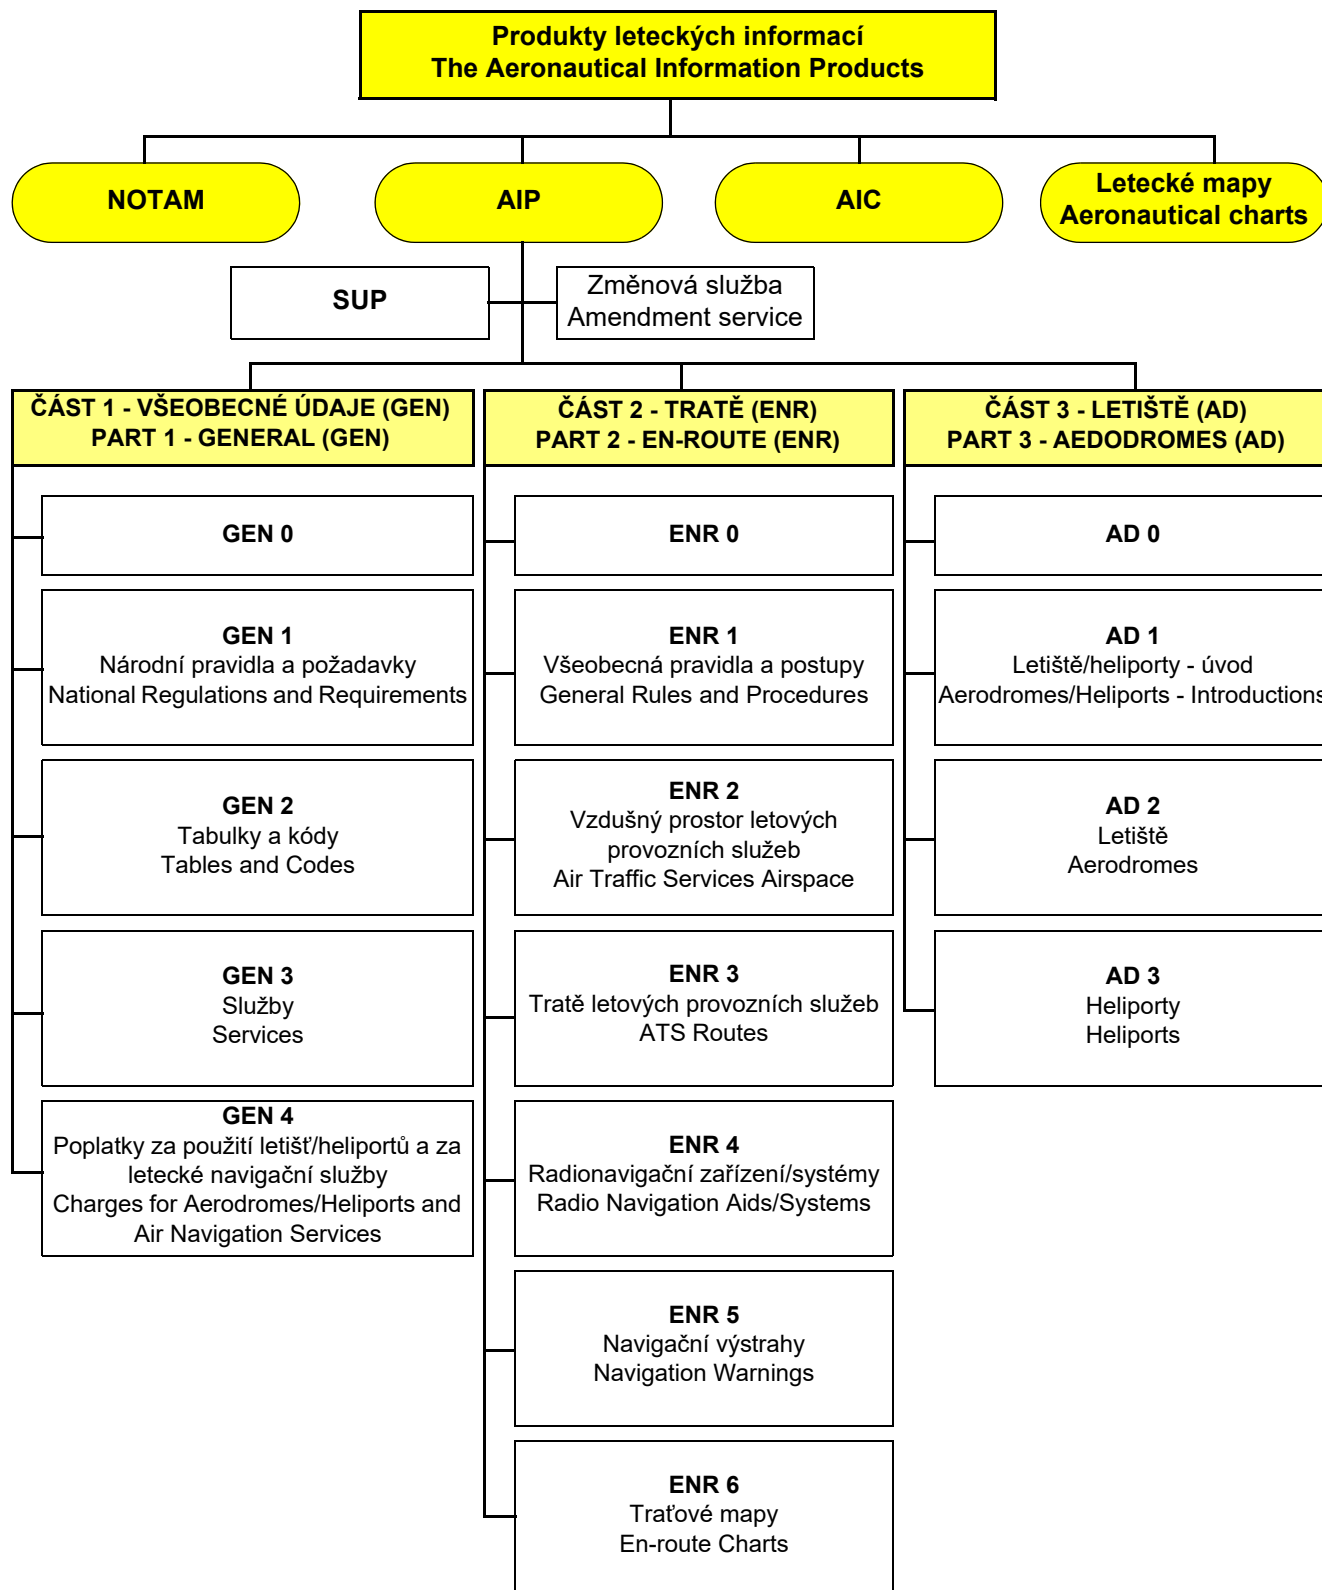 Produkty leteckých informací
The Aeronautical Information Products
NOTAM
AIP
AIC
Letecké mapy
Aeronautical charts
SUP
Změnová služba
Amendment service
ČÁST 1 - VŠEOBECNÉ ÚDAJE (GEN)
PART 1 - GENERAL (GEN)
GEN 0
GEN 1
Národní pravidla a požadavky
National Regulations and Requirements
GEN 2
Tabulky a kódy
Tables and Codes
GEN 3
Služby
Services
GEN 4
Poplatky za použití letišť/heliportů a za
letecké navigační služby
Charges for Aerodromes/Heliports and
Air Navigation Services
ČÁST 2 - TRATĚ (ENR)
PART 2 - EN-ROUTE (ENR)
ENR 0
ENR 1
Všeobecná pravidla a postupy
General Rules and Procedures
ENR 2
Vzdušný prostor letových
provozních služeb
Air Traffic Services Airspace
ENR 3
Tratě letových provozních služeb
ATS Routes
ENR 4
Radionavigační zařízení/systémy
Radio Navigation Aids/Systems
ENR 5
Navigační výstrahy
Navigation Warnings
ENR 6
Traťové mapy
En-route Charts
ČÁST 3 - LETIŠTĚ (AD)
PART 3 - AEDODROMES (AD)
AD 0
AD 1
Letiště/heliporty - úvod
Aerodromes/Heliports - Introductions
AD 2
Letiště
Aerodromes
AD 3
Heliporty
Heliports